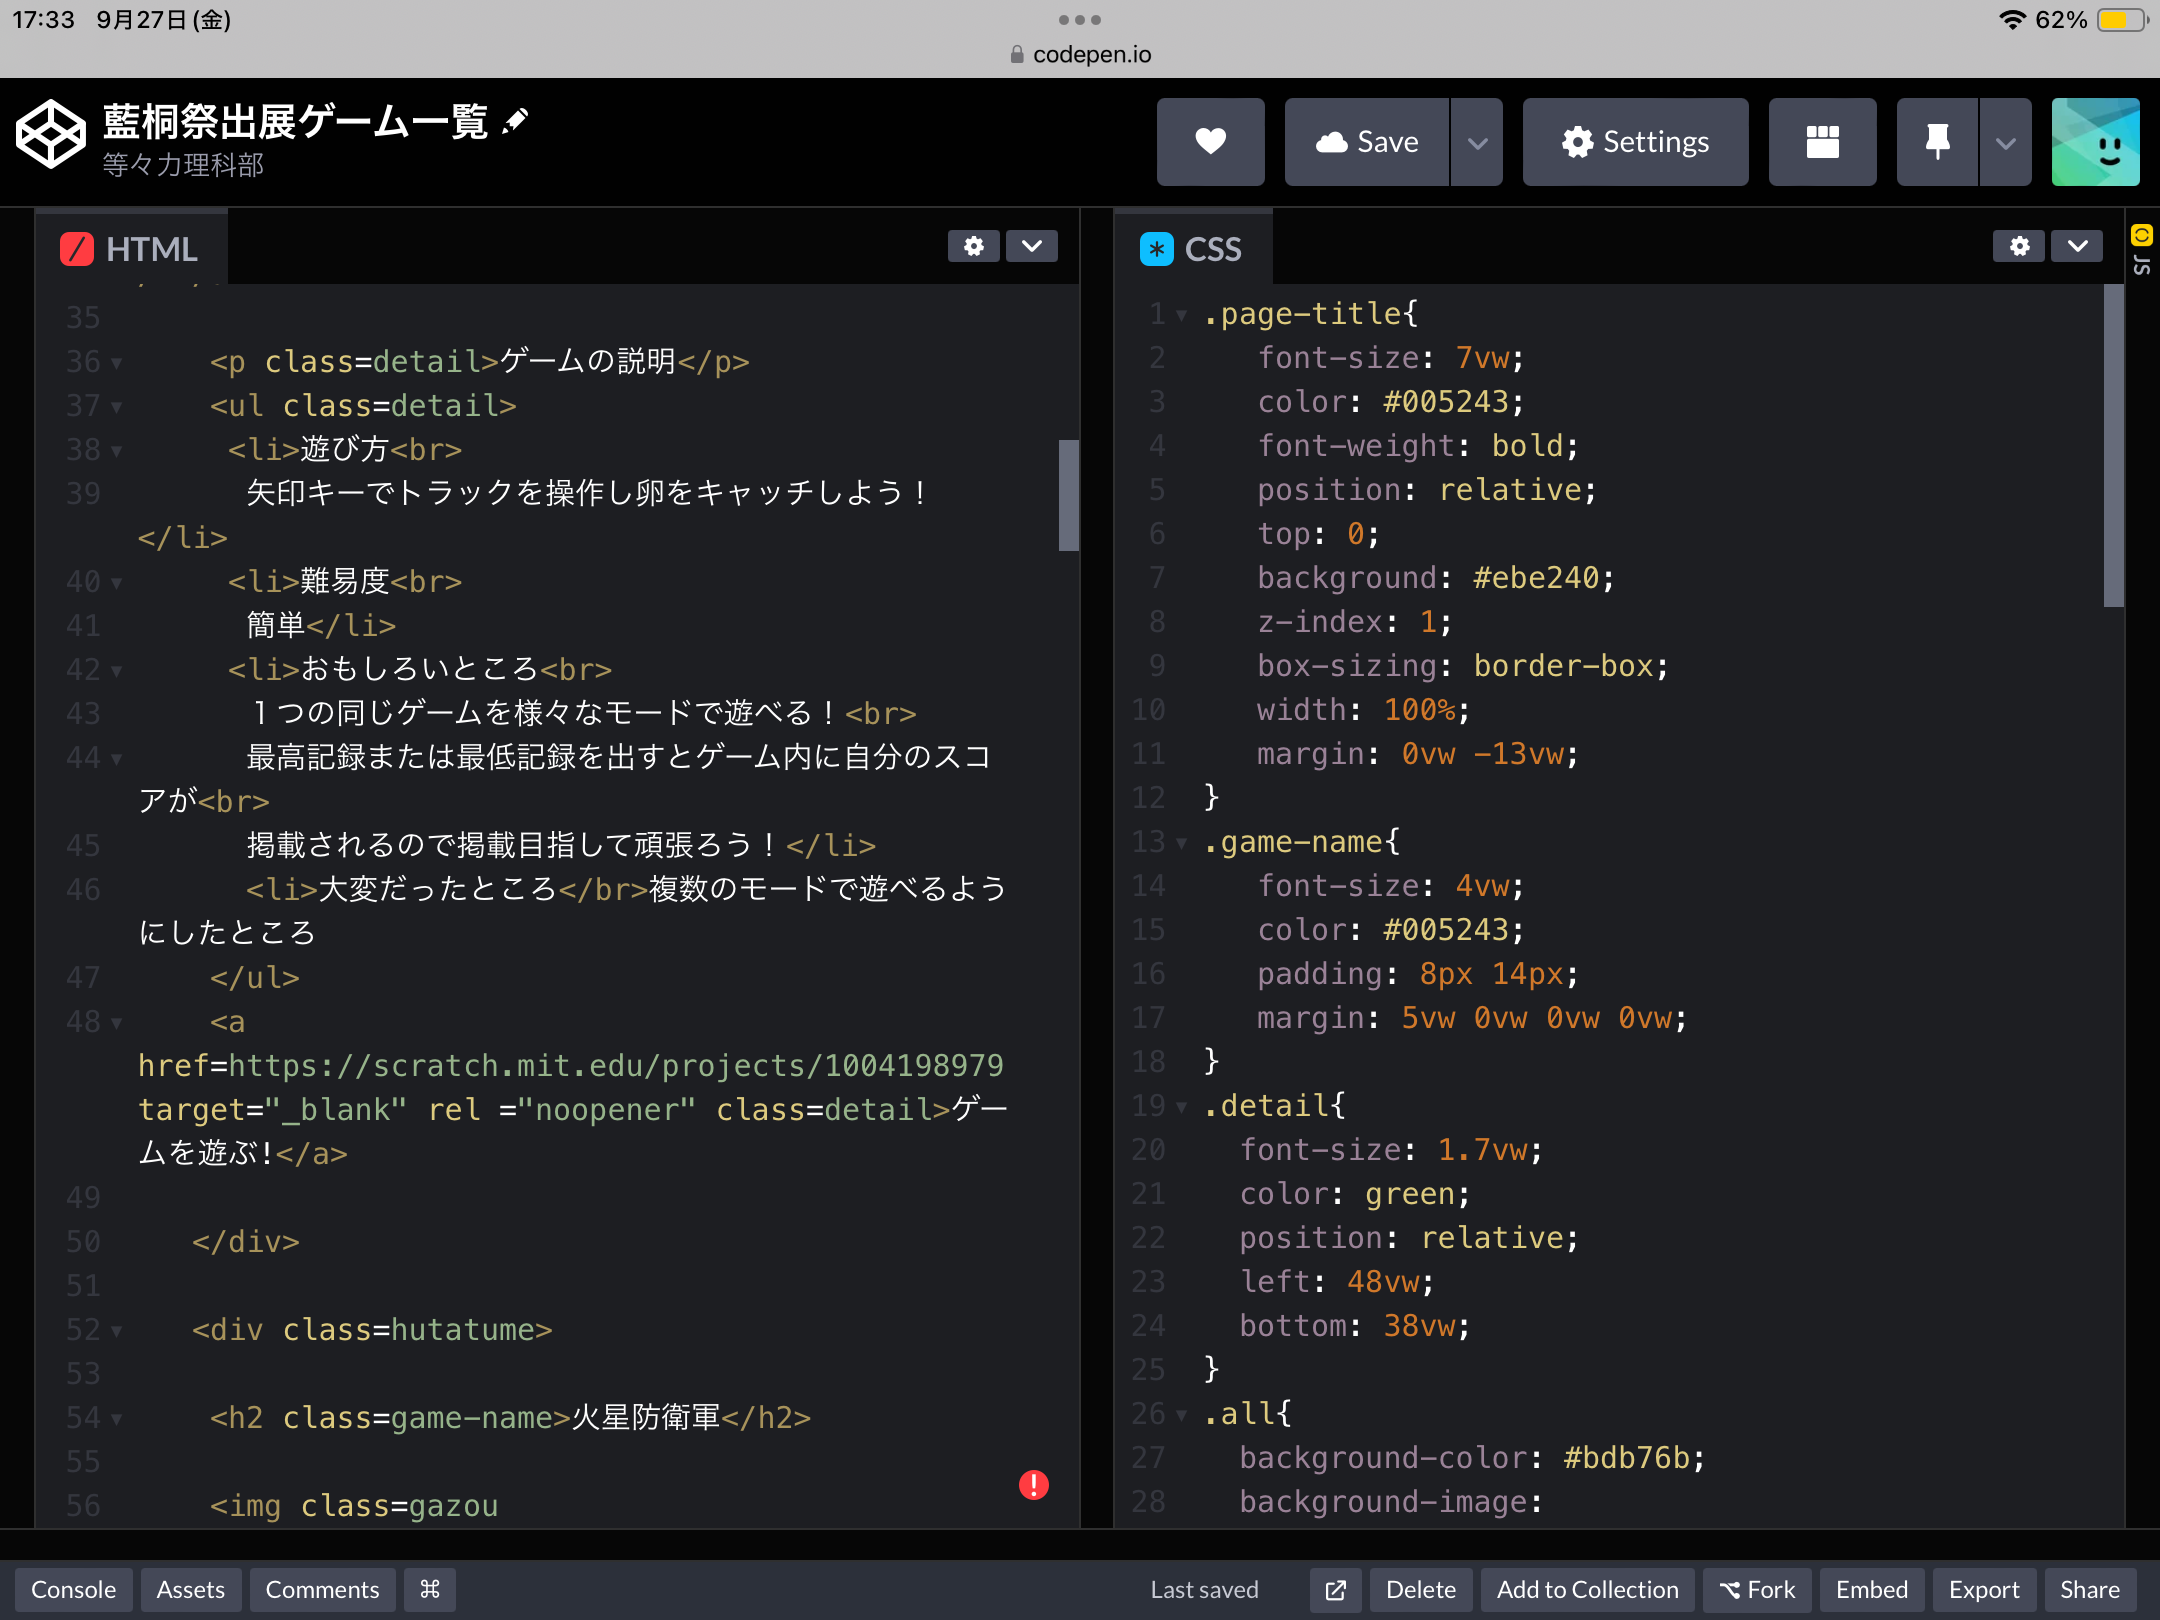 17:33 9月27日(金)
62%
codepen.io
藍桐祭出展ゲーム一覧
等々力理科部
Save
Settings
HTML
35
36 <p class=detail>ゲームの説明</p>
37 <ul class=detail>
38 <li>遊び方<br>
39 矢印キーでトラックを操作し卵をキャッチしよう！
</li>
40 <li>難易度<br>
41 簡単</li>
42 <li>おもしろいところ<br>
43 １つの同じゲームを様々なモードで遊べる！<br>
44 最高記録または最低記録を出すとゲーム内に自分のスコ
アが<br>
45 掲載されるので掲載目指して頑張ろう！</li>
46 <li>大変だったところ</br>複数のモードで遊べるよう
にしたところ
47 </ul>
48 <a
href=https://scratch.mit.edu/projects/1004198979
target="_blank" rel ="noopener" class=detail>ゲー
ムを遊ぶ!</a>
49
50 </div>
51
52 <div class=hutatume>
53
54 <h2 class=game-name>火星防衛軍</h2>
55
56 <img class=gazou
CSS
1 .page-title{
2 font-size: 7vw;
3 color: #005243;
4 font-weight: bold;
5 position: relative;
6 top: 0;
7 background: #ebe240;
8 z-index: 1;
9 box-sizing: border-box;
10 width: 100%;
11 margin: 0vw -13vw;
12 }
13 .game-name{
14 font-size: 4vw;
15 color: #005243;
16 padding: 8px 14px;
17 margin: 5vw 0vw 0vw 0vw;
18 }
19 .detail{
20 font-size: 1.7vw;
21 color: green;
22 position: relative;
23 left: 48vw;
24 bottom: 38vw;
25 }
26 .all{
27 background-color: #bdb76b;
28 background-image:
JS
Console Assets Comments ⌘ Last saved Delete Add to Collection Fork Embed Export Share